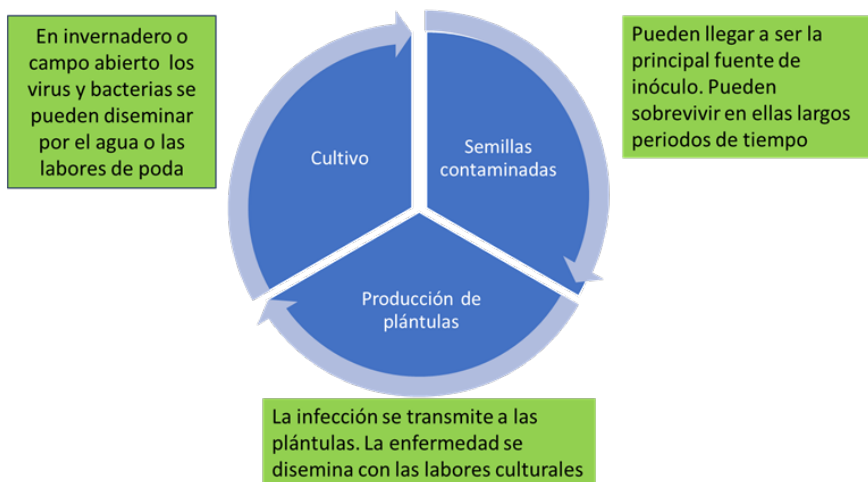 En invernadero o
campo abierto los
virus y bacterias se
pueden diseminar
por el agua o las
labores de poda
Pueden llegar a ser la
principal fuente de
inóculo. Pueden
sobrevivir en ellas largos
periodos de tiempo
Cultivo
Semillas
contaminadas
Producción de
plántulas
La infección se transmite a las
plántulas. La enfermedad se
disemina con las labores culturales